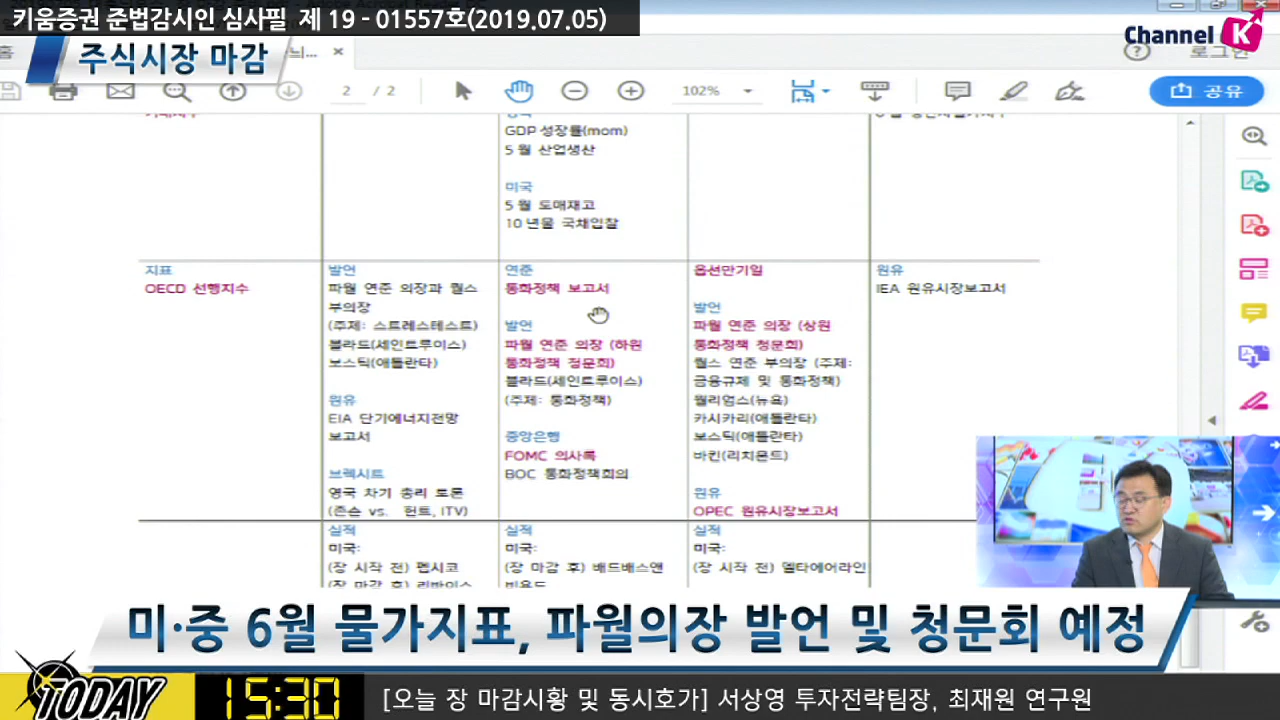 키움증권 준법감시인 심사필 제 19 - 01557호(2019.07.05)
Channel K
주식시장 마감
로그인
2 / 2
102%
공유
GDP 성장률(mom)
5 월 산업생산
미국
5 월 도매재고
10 년물 국채입찰
지표
OECD 선행지수
발언
파월 연준 의장과 퀄스
부의장
(주제: 스트레스테스트)
블라드(세인트루이스)
보스틱(애틀란타)
원유
EIA 단기에너지전망
보고서
브렉시트
영국 차기 총리 토론
(존슨 vs. 헌트, ITV)
연준
통화정책 보고서
발언
파월 연준 의장 (하원
통화정책 청문회)
블라드(세인트루이스)
(주제: 통화정책)
중앙은행
FOMC 의사록
BOC 통화정책회의
옵션만기일
발언
파월 연준 의장 (상원
통화정책 청문회)
퀄스 연준 부의장 (주제:
금융규제 및 통화정책)
윌리엄스(뉴욕)
카시카리(애틀란타)
보스틱(애틀란타)
바킨(리치몬드)
원유
OPEC 원유시장보고서
원유
IEA 원유시장보고서
실적
미국:
(장 시작 전) 펩시코
(장 마감 후) 리바이스
실적
미국:
(장 마감 후) 배드배스앤
비욘드
실적
미국:
(장 시작 전) 델타에어라인
미·중 6월 물가지표, 파월의장 발언 및 청문회 예정
TODAY
15:30
[오늘 장 마감시황 및 동시호가] 서상영 투자전략팀장, 최재원 연구원